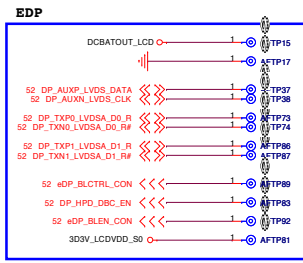 EDP
DCBATOUT_LCD 1 TP15
1 AFTP17
52 DP_AUXP_LVDS_DATA 1 TP37
52 DP_AUXN_LVDS_CLK 1 TP38
52 DP_TXP0_LVDSA_D0_R 1 AFTP73
52 DP_TXN0_LVDSA_D0_R# 1 TP74
52 DP_TXP1_LVDSA_D1_R 1 AFTP86
52 DP_TXN1_LVDSA_D1_R# 1 AFTP87
52 eDP_BLCTRL_CON 1 AFTP89
52 DP_HPD_DBC_EN 1 AFTP83
52 eDP_BLEN_CON 1 TP92
3D3V_LCDVDD_S0 1 AFTP81